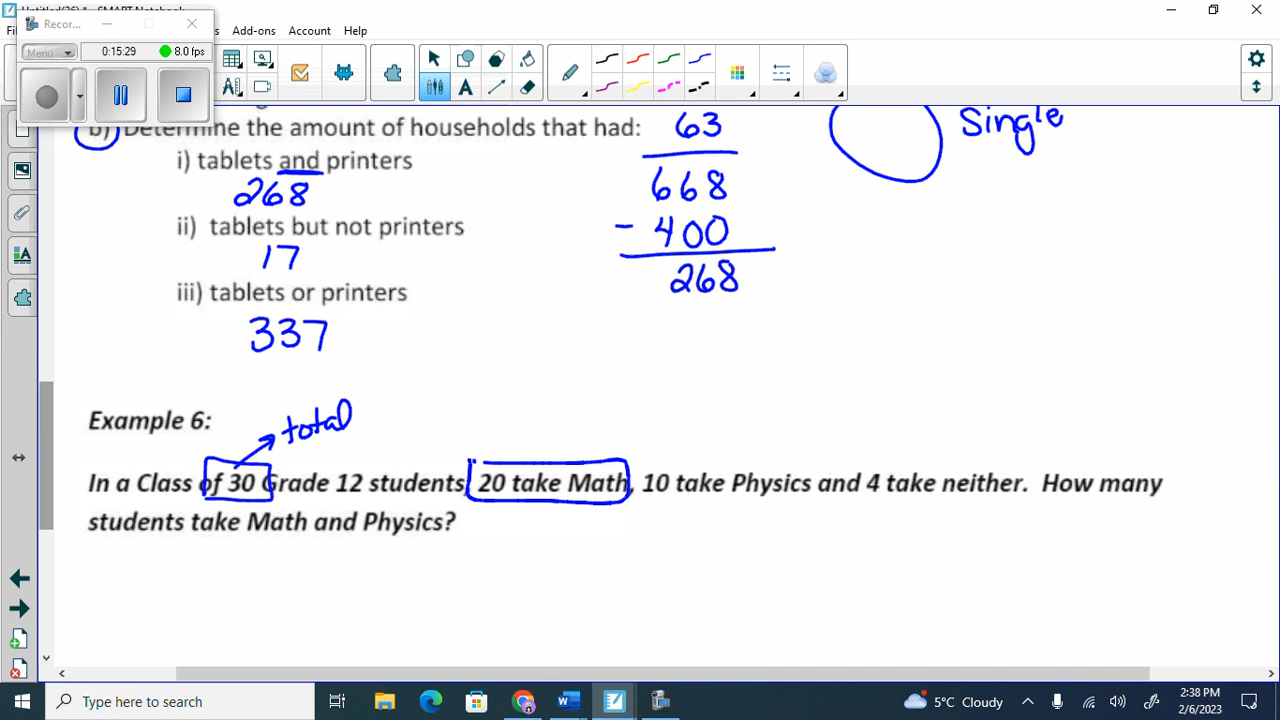 Recor...
Menu
0:15:29
8.0 fps
Add-ons Account Help
b) Determine the amount of households that had:
i) tablets and printers
268
ii) tablets but not printers
17
iii) tablets or printers
337
63
668
- 400
268
Single
Example 6:
total
In a Class of 30 Grade 12 students, 20 take Math, 10 take Physics and 4 take neither. How many
students take Math and Physics?
Type here to search
5°C Cloudy
2:38 PM
2/6/2023